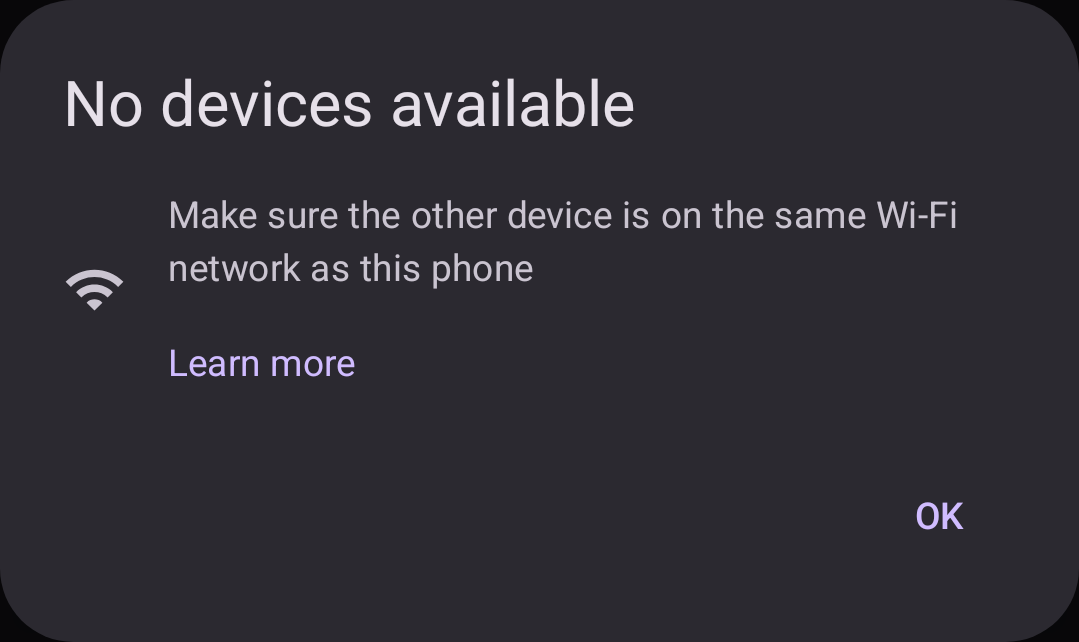 No devices available
Make sure the other device is on the same Wi-Fi
network as this phone
Learn more
OK